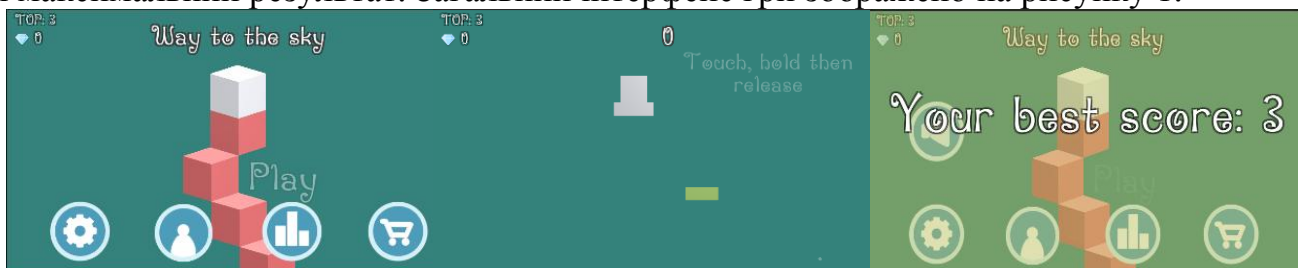 TOP: 3
0
Way to the sky
Play
TOP: 3
0
0
Touch, hold then
release
TOP: 3
0
Way to the sky
Your best score: 3
Play